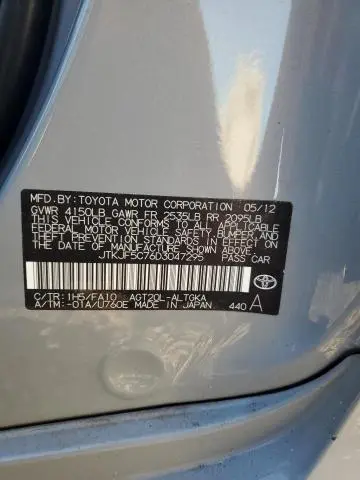 MFD. BY: TOYOTA MOTOR CORPORATION 05/12
GVWR 4150LB GAWR FR 2535LB RR 2095LB
THIS VEHICLE CONFORMS TO ALL APPLICABLE
FEDERAL MOTOR VEHICLE SAFETY, BUMPER, AND
THEFT PREVENTION STANDARDS IN EFFECT ON
THE DATE OF MANUFACTURE SHOWN ABOVE.
JTKJF5C76D3047295 PASS. CAR
C/TR: 1H5/FA10 AGT20L-ALTGKA
A/TM: -01A/U760E MADE IN JAPAN 440 A